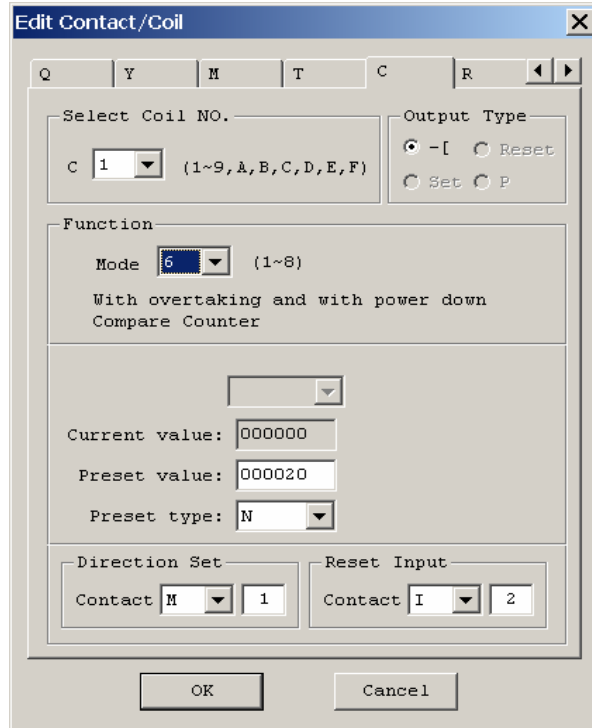 Edit Contact/Coil
Q Y M T C R
Select Coil NO.
C 1 (1~9,A,B,C,D,E,F)
Output Type
-[ Reset
Set P
Function
Mode 6 (1~8)
With overtaking and with power down
Compare Counter
Current value: 000000
Preset value: 000020
Preset type: N
Direction Set
Contact M 1
Reset Input
Contact I 2
OK Cancel